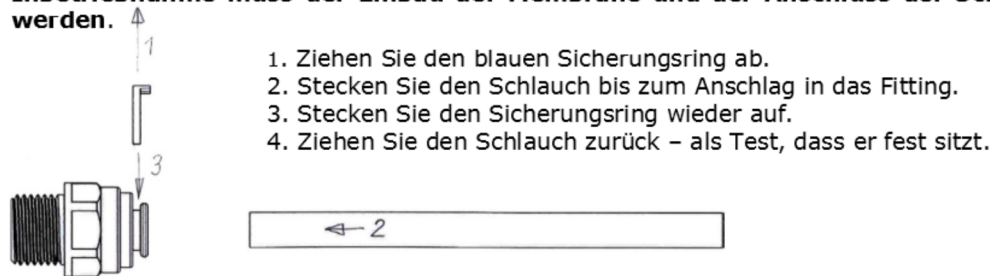 werden.
1
1. Ziehen Sie den blauen Sicherungsring ab.
2. Stecken Sie den Schlauch bis zum Anschlag in das Fitting.
3. Stecken Sie den Sicherungsring wieder auf.
4. Ziehen Sie den Schlauch zurück – als Test, dass er fest sitzt.
3
2